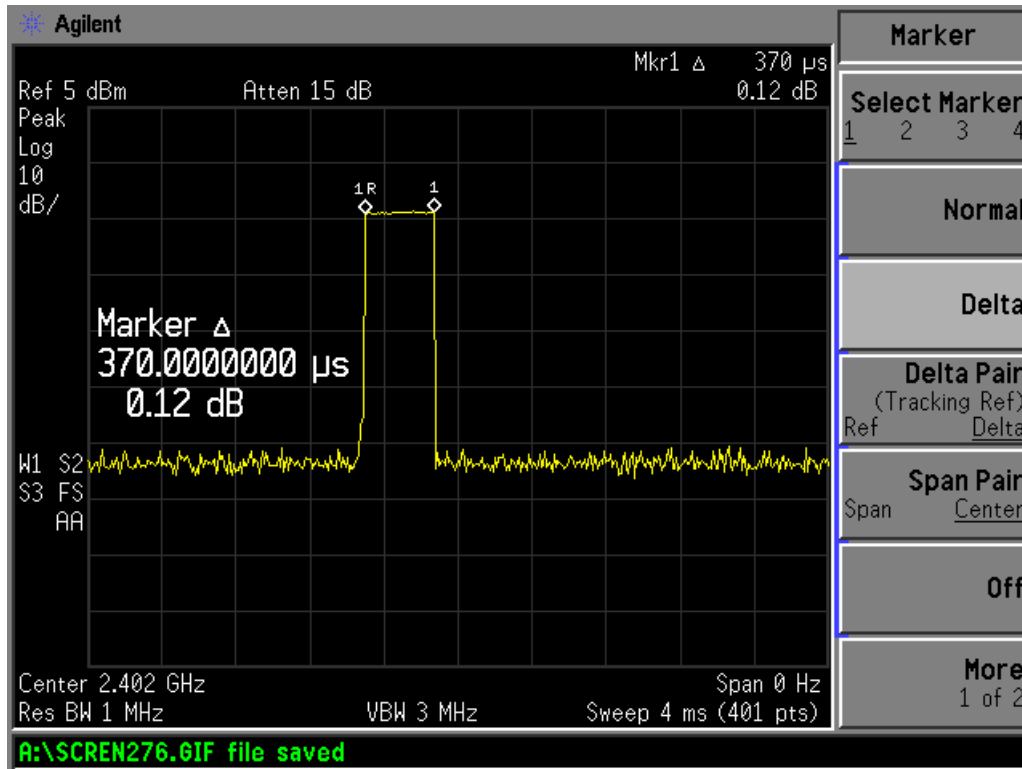 Agilent
Marker
Mkr1 Δ 370 µs
Ref 5 dBm Atten 15 dB 0.12 dB
Peak
Log
10
dB/
1R 1
Marker Δ
370.0000000 µs
0.12 dB
W1 S2
S3 FS
AA
Center 2.402 GHz Span 0 Hz
Res BW 1 MHz VBW 3 MHz Sweep 4 ms (401 pts)
A:\SCREN276.GIF file saved
Select Marker
1 2 3 4
Normal
Delta
Delta Pair
(Tracking Ref)
Ref Delta
Span Pair
Span Center
Off
More
1 of 2